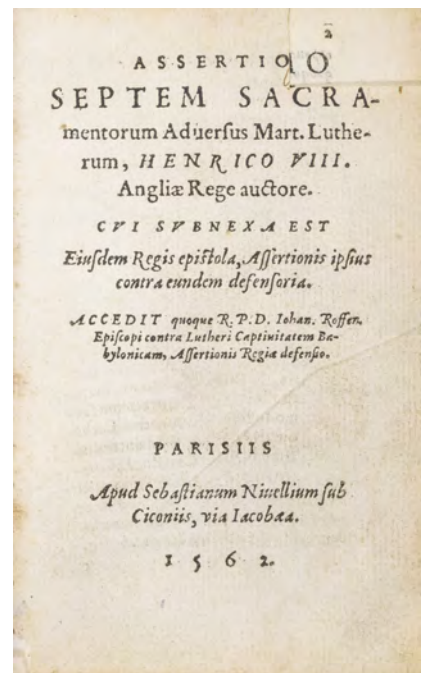 2
ASSERTIO O
SEPTEM SACRA-
mentorum Aduerſus Mart. Luthe-
rum, HENRICO VIII.
Angliæ Rege auctore.
CVI SVBNEXA EST
Eiuſdem Regis epiſtola, Aſſertionis ipſius
contra eundem defenſoria.
ACCEDIT quoque R. P. D. Iohan. Roffen.
Epiſcopi contra Lutheri Captiuitatem Ba-
bylonicam, Aſſertionis Regiæ defenſio.
PARISIIS
Apud Sebaſtianum Niuellium ſub
Ciconiis, via Iacobæa.
1562.